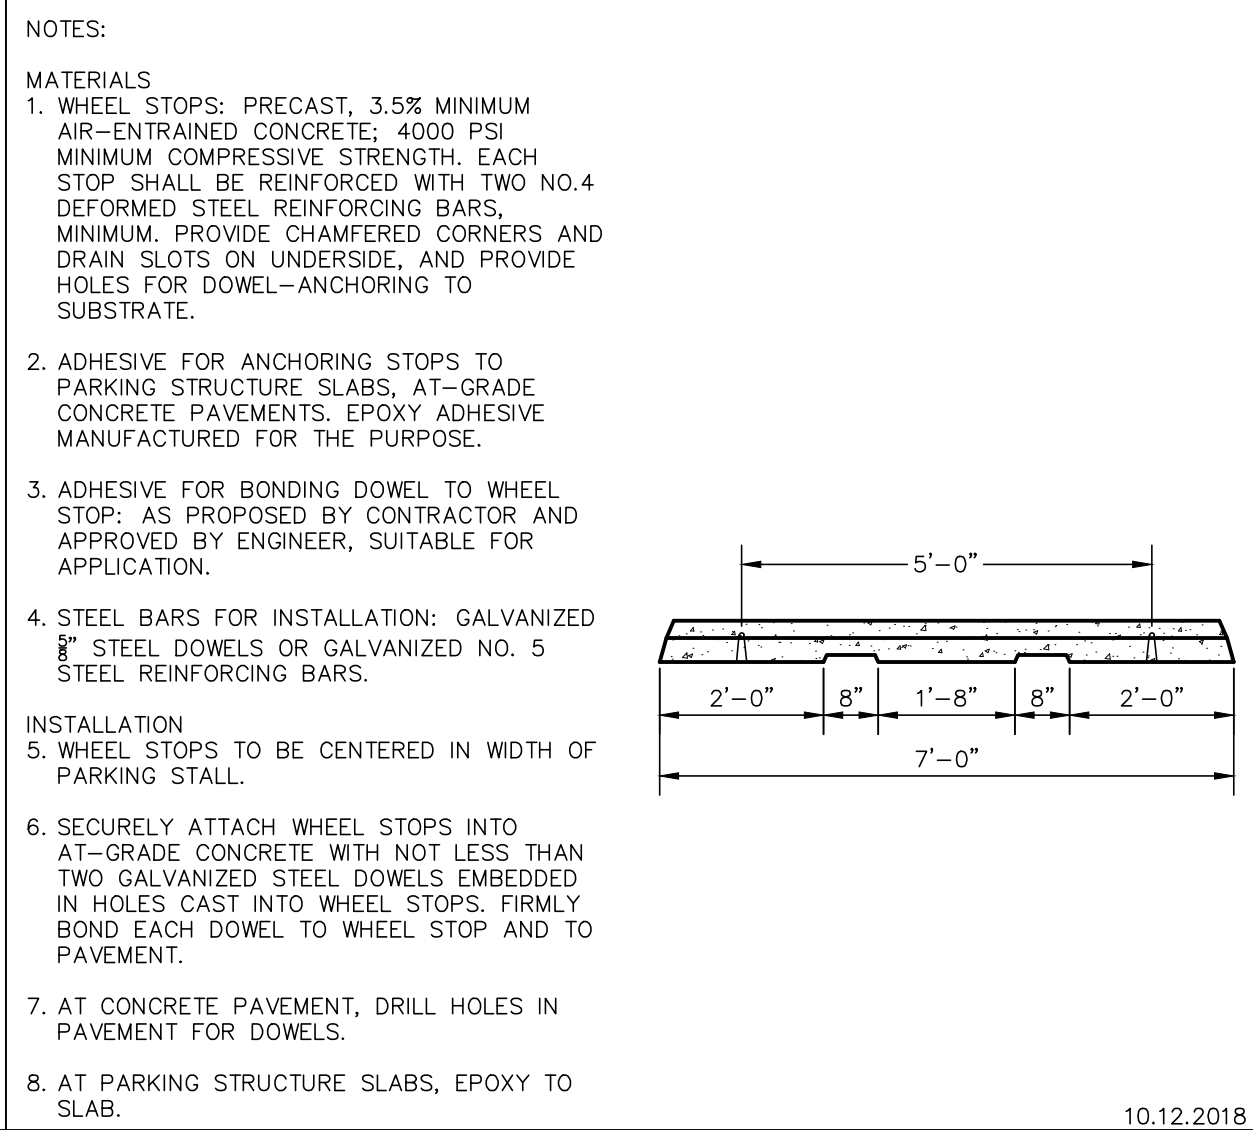 NOTES:
MATERIALS
1. WHEEL STOPS: PRECAST, 3.5% MINIMUM
AIR-ENTRAINED CONCRETE; 4000 PSI
MINIMUM COMPRESSIVE STRENGTH. EACH
STOP SHALL BE REINFORCED WITH TWO NO.4
DEFORMED STEEL REINFORCING BARS,
MINIMUM. PROVIDE CHAMFERED CORNERS AND
DRAIN SLOTS ON UNDERSIDE, AND PROVIDE
HOLES FOR DOWEL-ANCHORING TO
SUBSTRATE.
2. ADHESIVE FOR ANCHORING STOPS TO
PARKING STRUCTURE SLABS, AT-GRADE
CONCRETE PAVEMENTS. EPOXY ADHESIVE
MANUFACTURED FOR THE PURPOSE.
3. ADHESIVE FOR BONDING DOWEL TO WHEEL
STOP: AS PROPOSED BY CONTRACTOR AND
APPROVED BY ENGINEER, SUITABLE FOR
APPLICATION.
4. STEEL BARS FOR INSTALLATION: GALVANIZED
5/8” STEEL DOWELS OR GALVANIZED NO. 5
STEEL REINFORCING BARS.
INSTALLATION
5. WHEEL STOPS TO BE CENTERED IN WIDTH OF
PARKING STALL.
6. SECURELY ATTACH WHEEL STOPS INTO
AT-GRADE CONCRETE WITH NOT LESS THAN
TWO GALVANIZED STEEL DOWELS EMBEDDED
IN HOLES CAST INTO WHEEL STOPS. FIRMLY
BOND EACH DOWEL TO WHEEL STOP AND TO
PAVEMENT.
7. AT CONCRETE PAVEMENT, DRILL HOLES IN
PAVEMENT FOR DOWELS.
8. AT PARKING STRUCTURE SLABS, EPOXY TO
SLAB.
5’-0”
2’-0” 8” 1’-8” 8” 2’-0”
7’-0”
10.12.2018